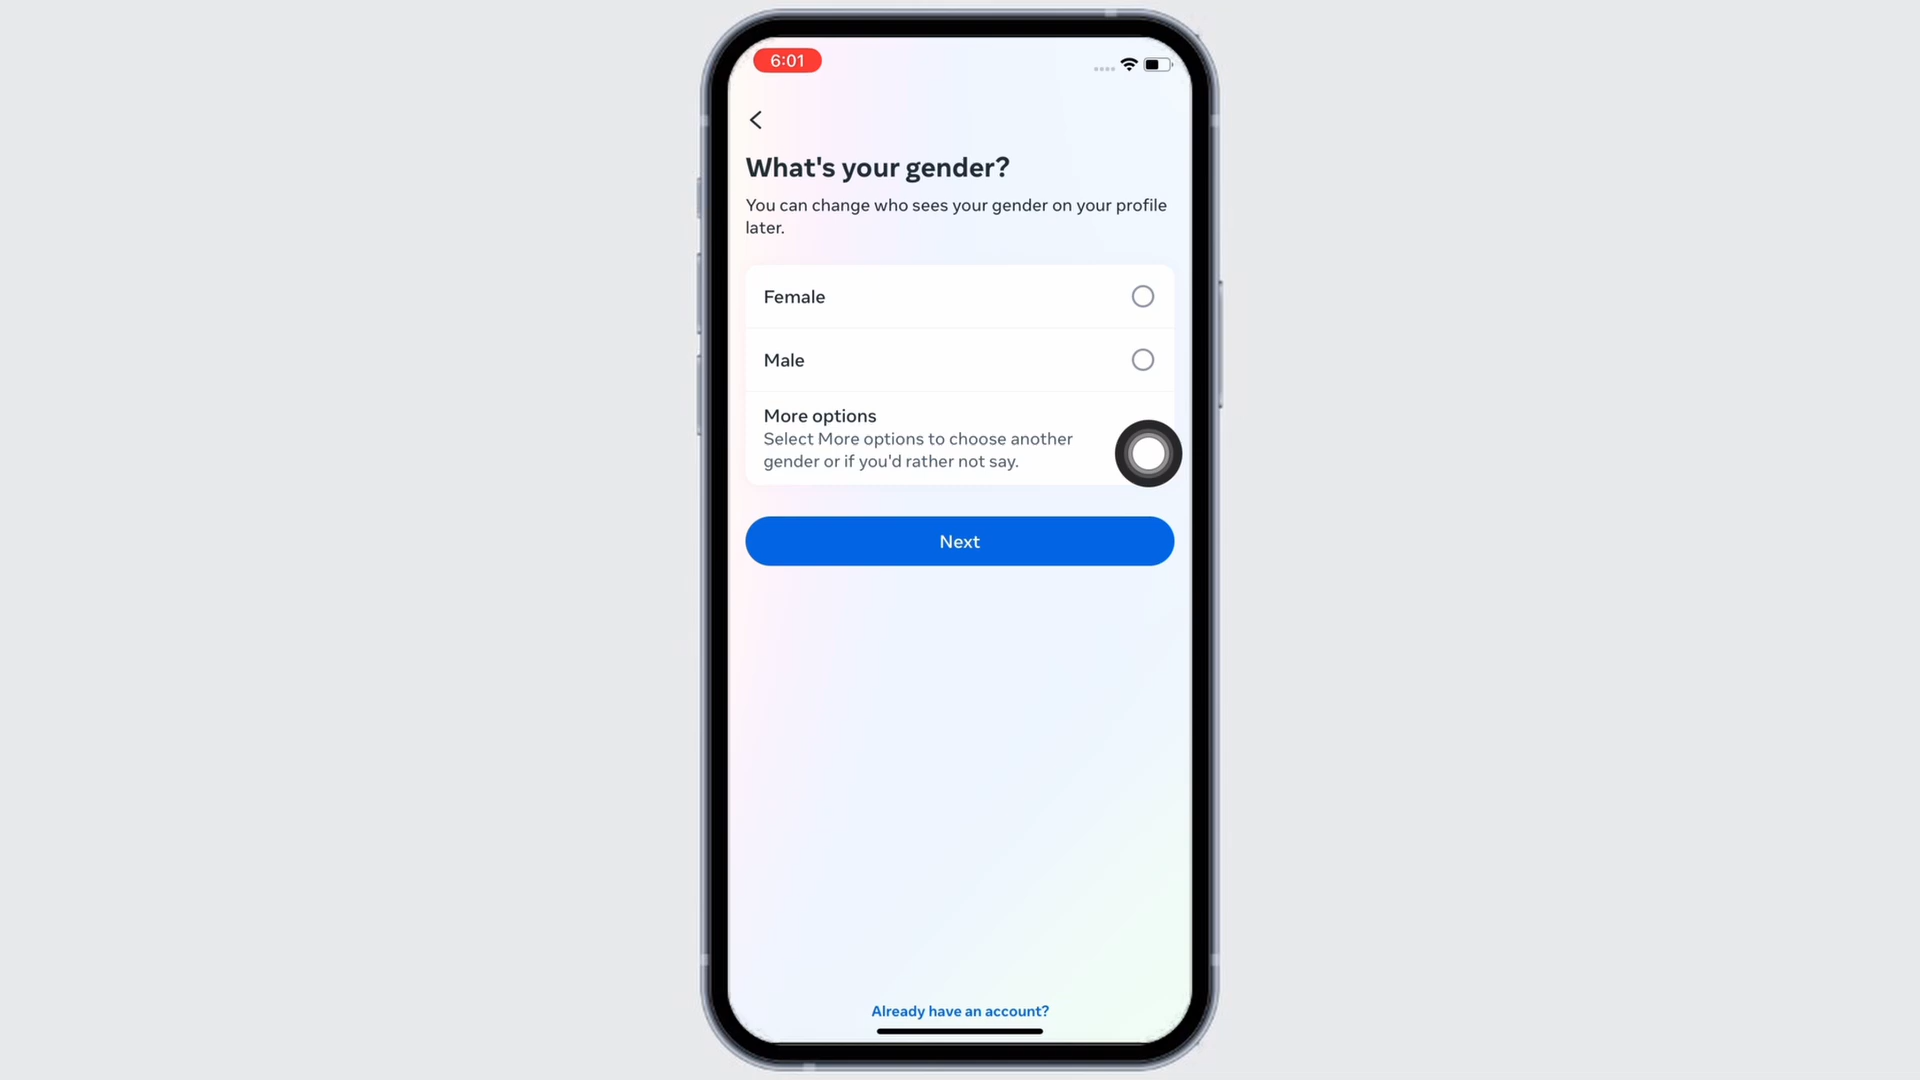 6:01
What's your gender?
You can change who sees your gender on your profile
later.
Female
Male
More options
Select More options to choose another
gender or if you'd rather not say.
Next
Already have an account?